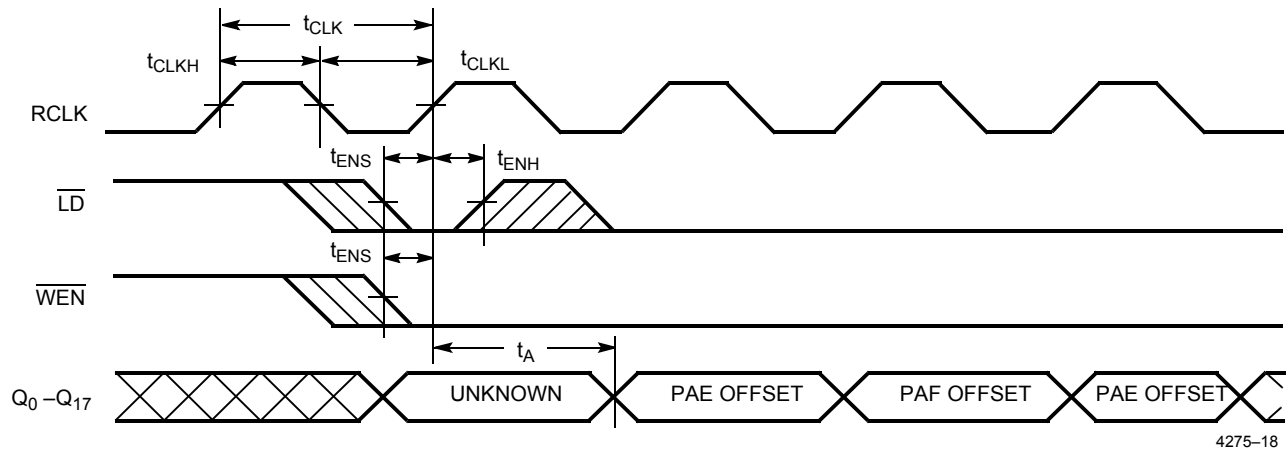 tCLK
tCLKH
tCLKL
RCLK
tENS
tENH
LD
tENS
WEN
tA
Q0 –Q17
UNKNOWN
PAE OFFSET
PAF OFFSET
PAE OFFSET
4275–18